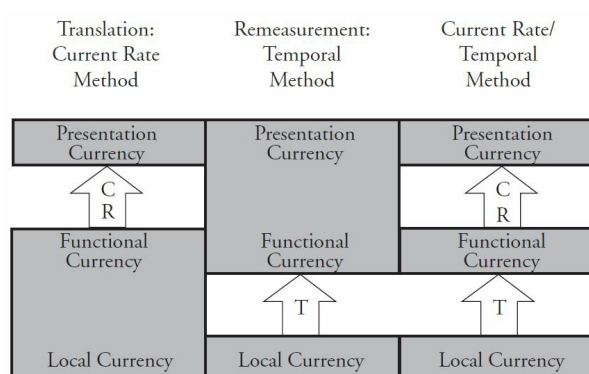 Translation:
Current Rate
Method
Remeasurement:
Temporal
Method
Current Rate/
Temporal
Method
Presentation
Currency
Presentation
Currency
Presentation
Currency
C
R
C
R
Functional
Currency
Functional
Currency
Functional
Currency
T
T
Local Currency
Local Currency
Local Currency